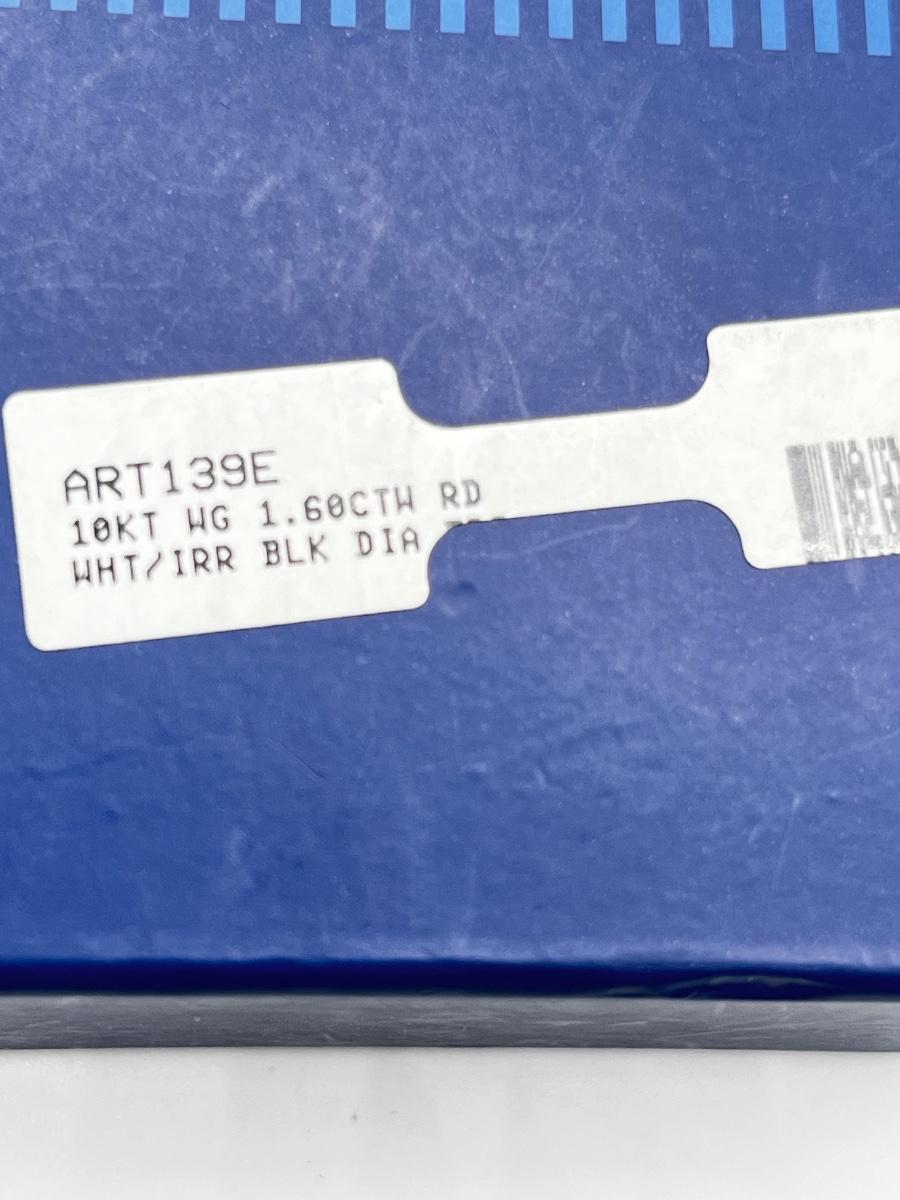 ART139E
10KT WG 1.60CTW RD
WHT/IRR BLK DIA